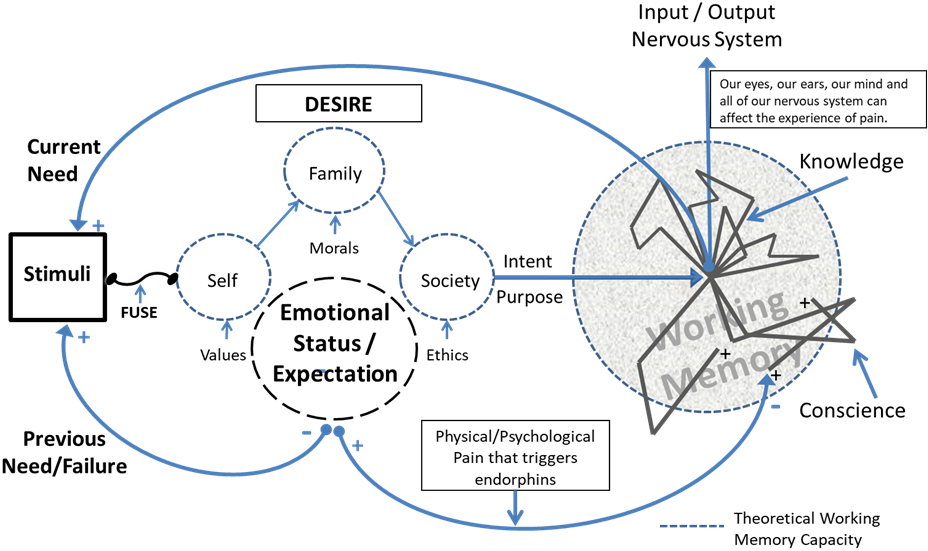 Input / Output
Nervous System
Our eyes, our ears, our mind and
all of our nervous system can
affect the experience of pain.
DESIRE
Current
Need
Family
Knowledge
+
Morals
Stimuli
Self
Society
Intent
Purpose
FUSE
Emotional
Status /
Expectation
-
Values
Ethics
Working
Memory
+
+
+
+
-
Conscience
Previous
Need/Failure
-
+
Physical/Psychological
Pain that triggers
endorphins
Theoretical Working
Memory Capacity